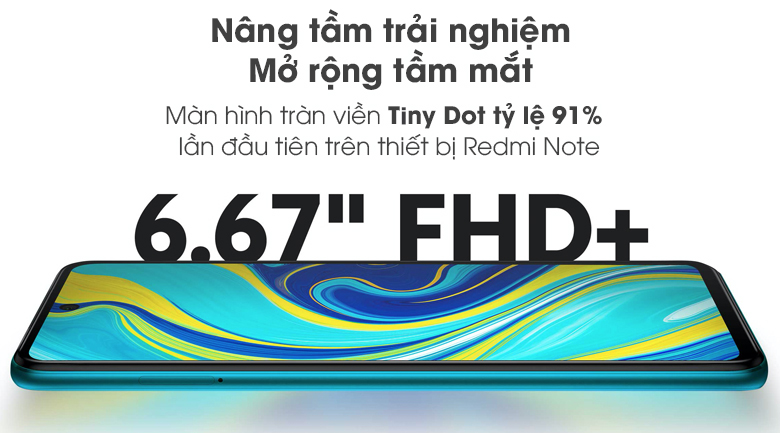 Nâng tầm trải nghiệm
Mở rộng tầm mắt
Màn hình tràn viền Tiny Dot tỷ lệ 91%
lần đầu tiên trên thiết bị Redmi Note
6.67" FHD+